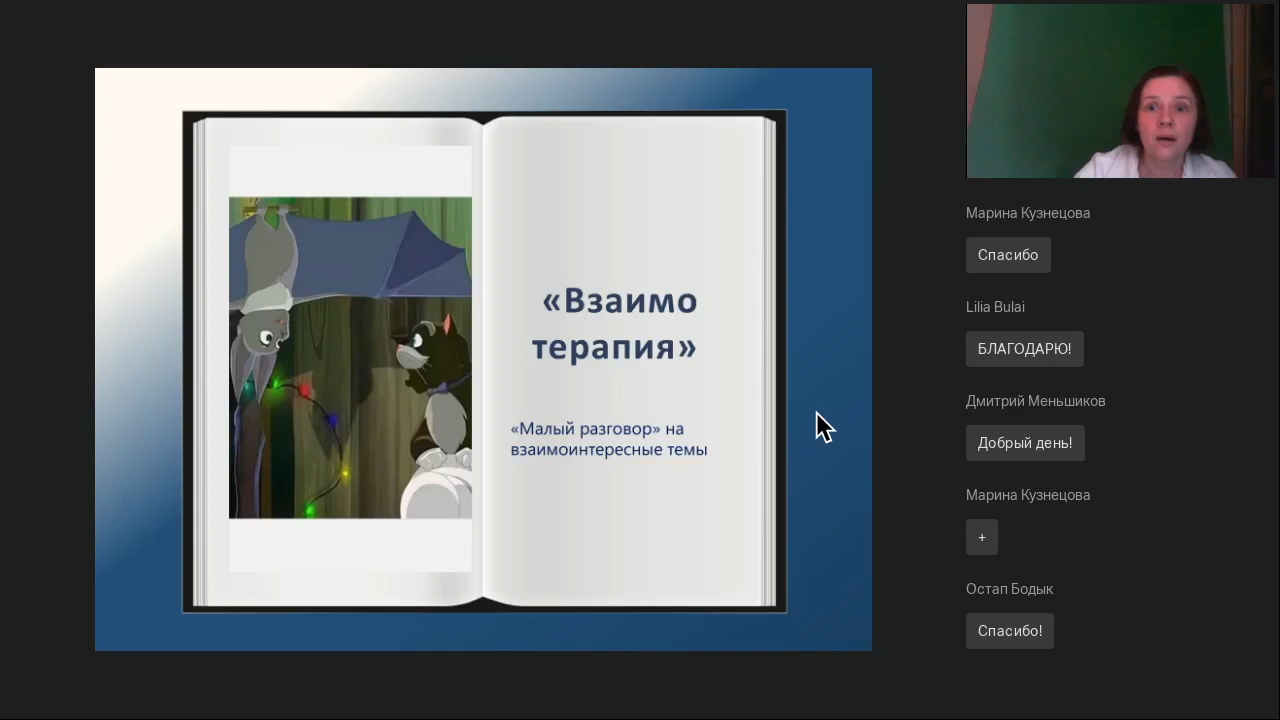 «Взаимо
терапия»
«Малый разговор» на
взаимоинтересные темы
Марина Кузнецова
Спасибо
Lilia Bulai
БЛАГОДАРЮ!
Дмитрий Меньшиков
Добрый день!
Марина Кузнецова
+
Остап Бодык
Спасибо!